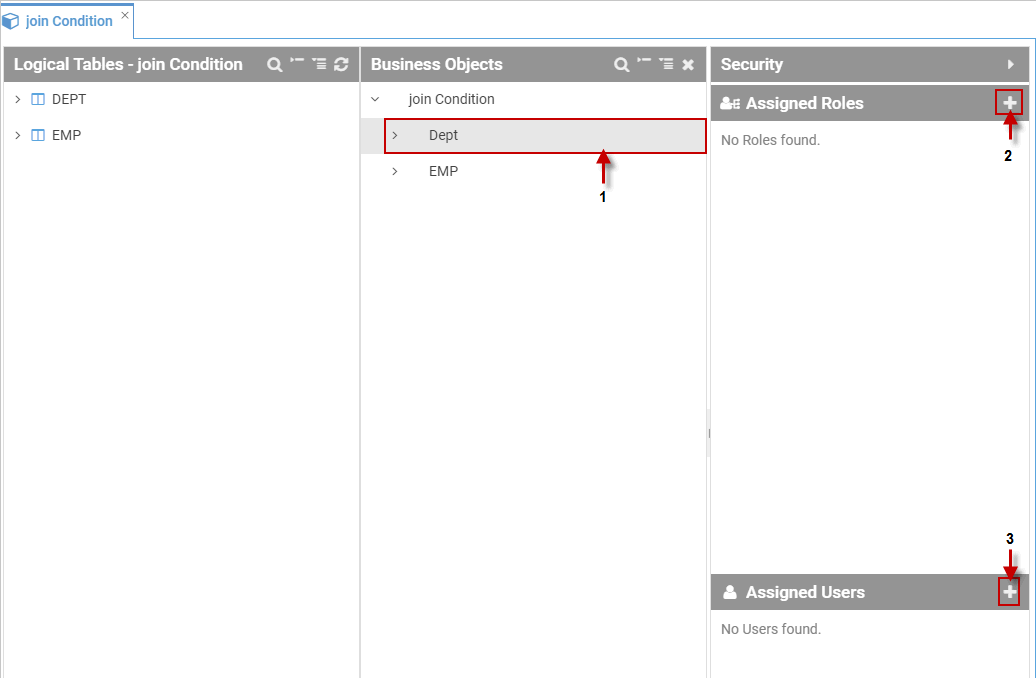 join Condition
Logical Tables - join Condition
DEPT
EMP
Business Objects
join Condition
Dept
1
EMP
Security
Assigned Roles
2
No Roles found.
3
Assigned Users
No Users found.